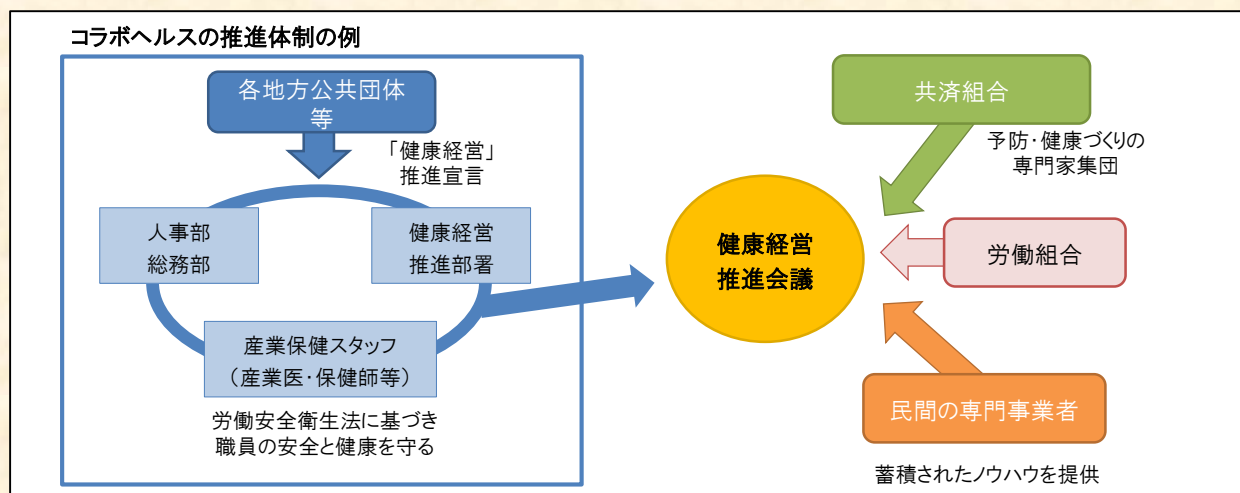 コラボヘルスの推進体制の例
各地方公共団体
等
「健康経営」
推進宣言
人事部
総務部
健康経営
推進部署
産業保健スタッフ
（産業医・保健師等）
労働安全衛生法に基づき
職員の安全と健康を守る
健康経営
推進会議
共済組合
予防・健康づくりの
専門家集団
労働組合
民間の専門事業者
蓄積されたノウハウを提供